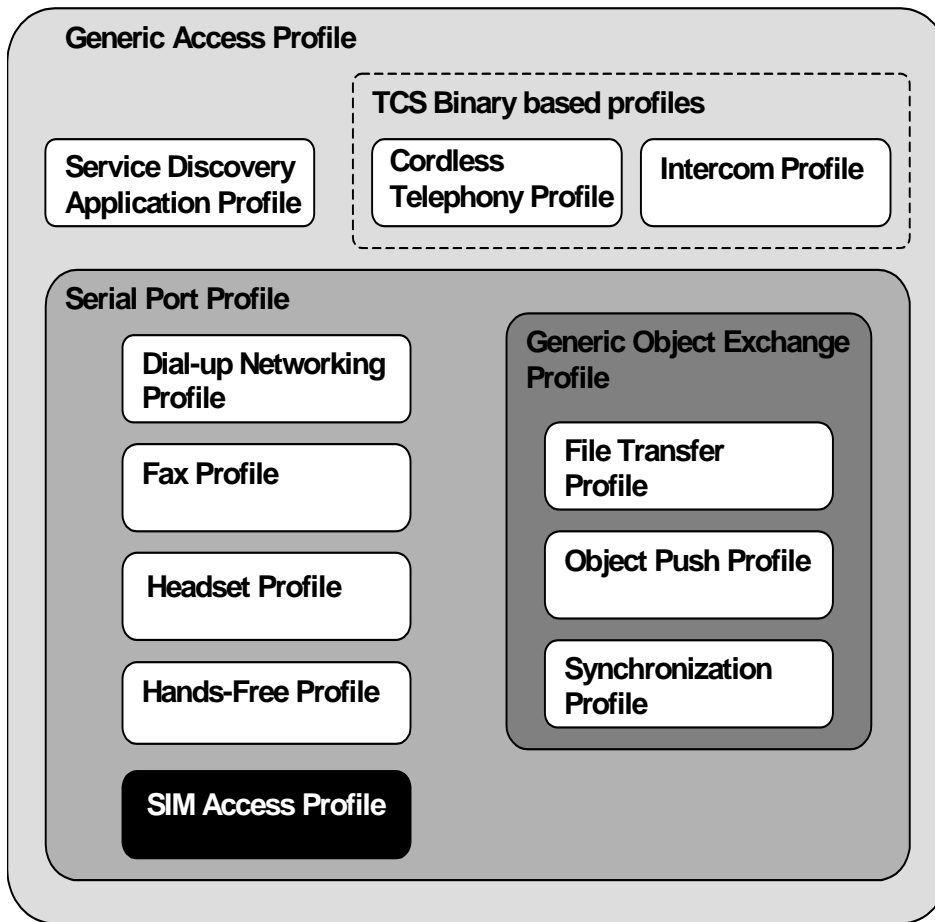 Generic Access Profile
TCS Binary based profiles
Service Discovery
Application Profile
Cordless
Telephony Profile
Intercom Profile
Serial Port Profile
Dial-up Networking
Profile
Fax Profile
Headset Profile
Hands-Free Profile
SIM Access Profile
Generic Object Exchange
Profile
File Transfer
Profile
Object Push Profile
Synchronization
Profile